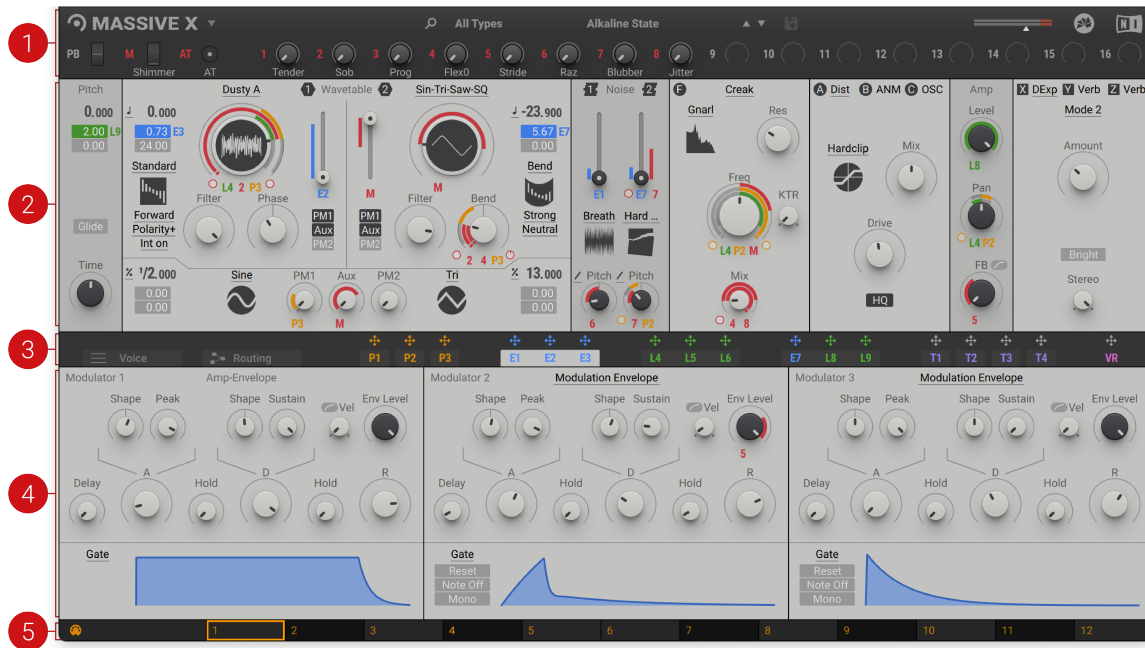 1
MASSIVE X
All Types
Alkaline State
NI
PB
M
AT
1
2
3
4
5
6
7
8
9
10
11
12
13
14
15
16
Shimmer
AT
Tender
Sob
Prog
Flex0
Stride
Raz
Blubber
Jitter
2
Pitch
0.000
2.00 L9
0.00
Glide
Time
0.000
0.73 E3
24.00
Standard
Forward
Polarity+
Int on
Dusty A
1 Wavetable 2
Sin-Tri-Saw-SQ
L4 2 P3
E2
M
M
Filter
Phase
PM1
Aux
PM2
PM1
Aux
PM2
Filter
Bend
2 4 P3
-23.900
5.67 E7
0.00
Bend
Strong
Neutral
1/2.000
0.00
0.00
Sine
PM1
Aux
PM2
P3
M
Tri
13.000
0.00
0.00
1 Noise 2
E1
E7 7
Breath
Hard ...
Pitch
Pitch
6
7 P2
F
Creak
Gnarl
Res
Freq
KTR
L4 P2 M
Mix
4 8
A Dist
B ANM
C OSC
Hardclip
Mix
Drive
HQ
Amp
Level
L8
Pan
L4 P2
FB
5
X DExp
Y Verb
Z Verb
Mode 2
Amount
Bright
Stereo
3
Voice
Routing
P1
P2
P3
E1
E2
E3
L4
L5
L6
E7
L8
L9
T1
T2
T3
T4
VR
4
Modulator 1
Amp-Envelope
Shape
Peak
Shape
Sustain
Vel
Env Level
A
D
R
Delay
Hold
Hold
Gate
Modulator 2
Modulation Envelope
Shape
Peak
Shape
Sustain
Vel
Env Level
5
A
D
R
Delay
Hold
Hold
Gate
Reset
Note Off
Mono
Modulator 3
Modulation Envelope
Shape
Peak
Shape
Sustain
Vel
Env Level
A
D
R
Delay
Hold
Hold
Gate
Reset
Note Off
Mono
5
1
2
3
4
5
6
7
8
9
10
11
12